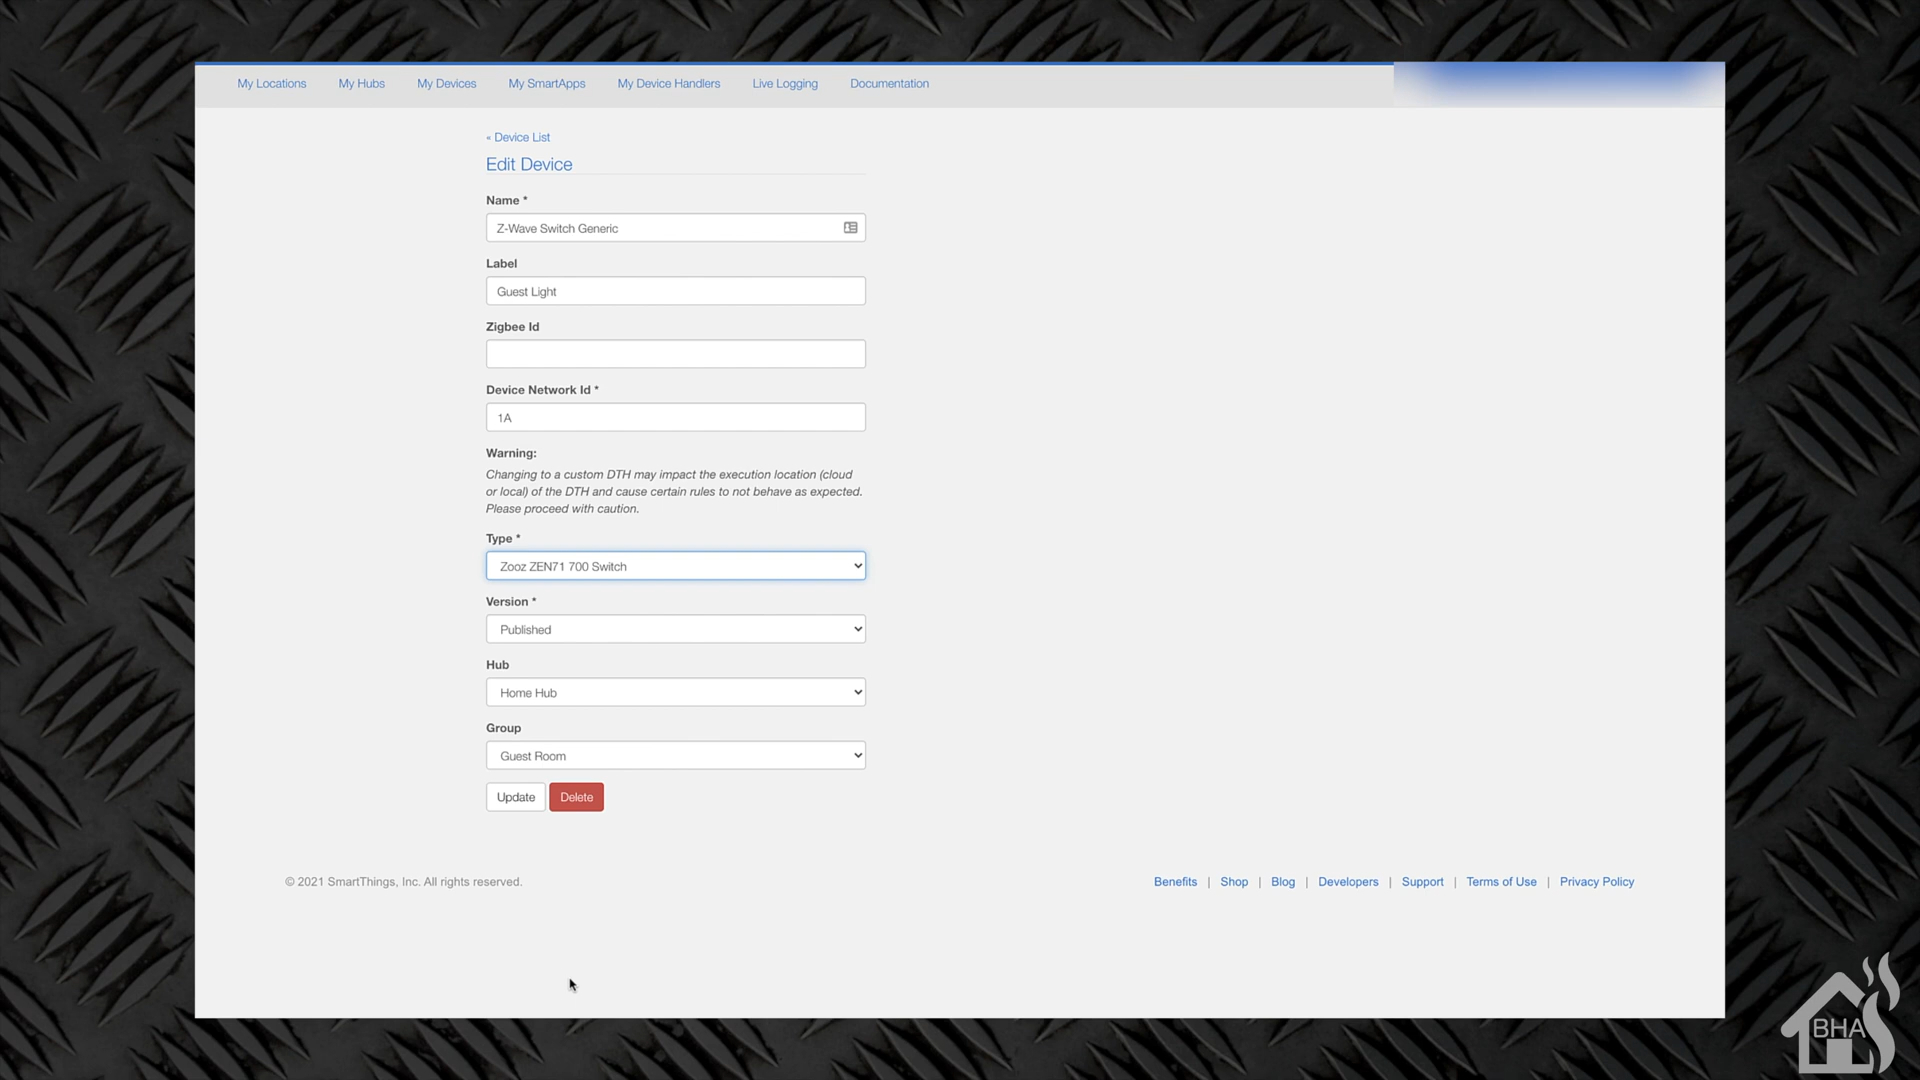 My Locations My Hubs My Devices My SmartApps My Device Handlers Live Logging Documentation
« Device List
Edit Device
Name *
Z-Wave Switch Generic
Label
Guest Light
Zigbee Id
Device Network Id *
1A
Warning:
Changing to a custom DTH may impact the execution location (cloud
or local) of the DTH and cause certain rules to not behave as expected.
Please proceed with caution.
Type *
Zooz ZEN71 700 Switch
Version *
Published
Hub
Home Hub
Group
Guest Room
Update Delete
© 2021 SmartThings, Inc. All rights reserved.
Benefits | Shop | Blog | Developers | Support | Terms of Use | Privacy Policy
BHA